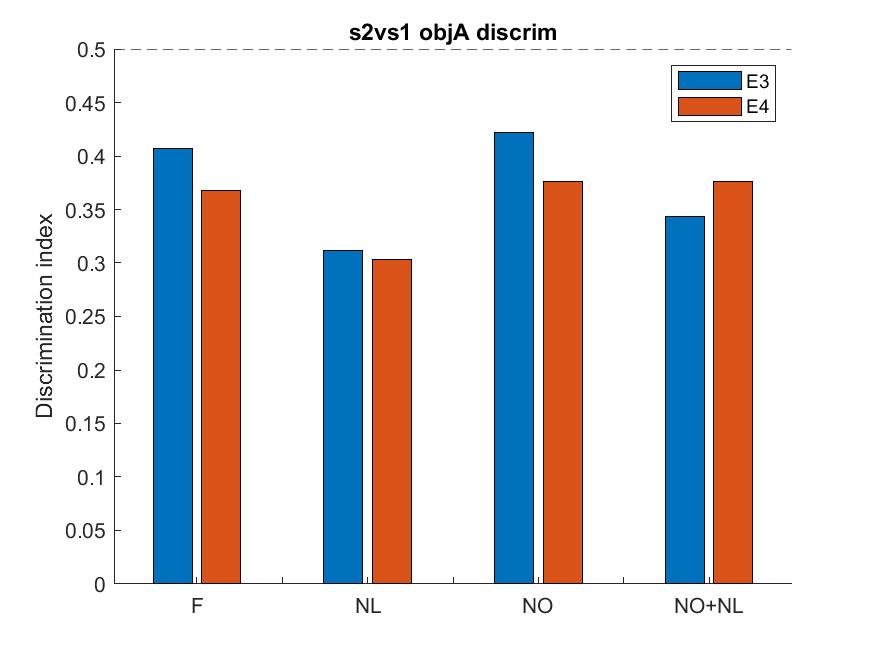 s2vs1 objA discrim
0.5
0.45
0.4
0.35
0.3
0.25
0.2
0.15
0.1
0.05
0
Discrimination index
E3
E4
F NL NO NO+NL